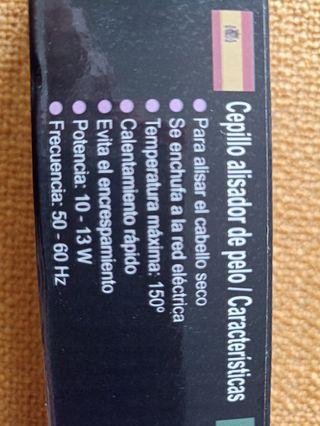 Cepillo alisador de pelo / Características
Para alisar el cabello seco
Se enchufa a la red eléctrica
Temperatura máxima: 150º
Calentamiento rápido
Evita el encrespamiento
Potencia: 10 - 13 W
Frecuencia: 50 - 60 Hz